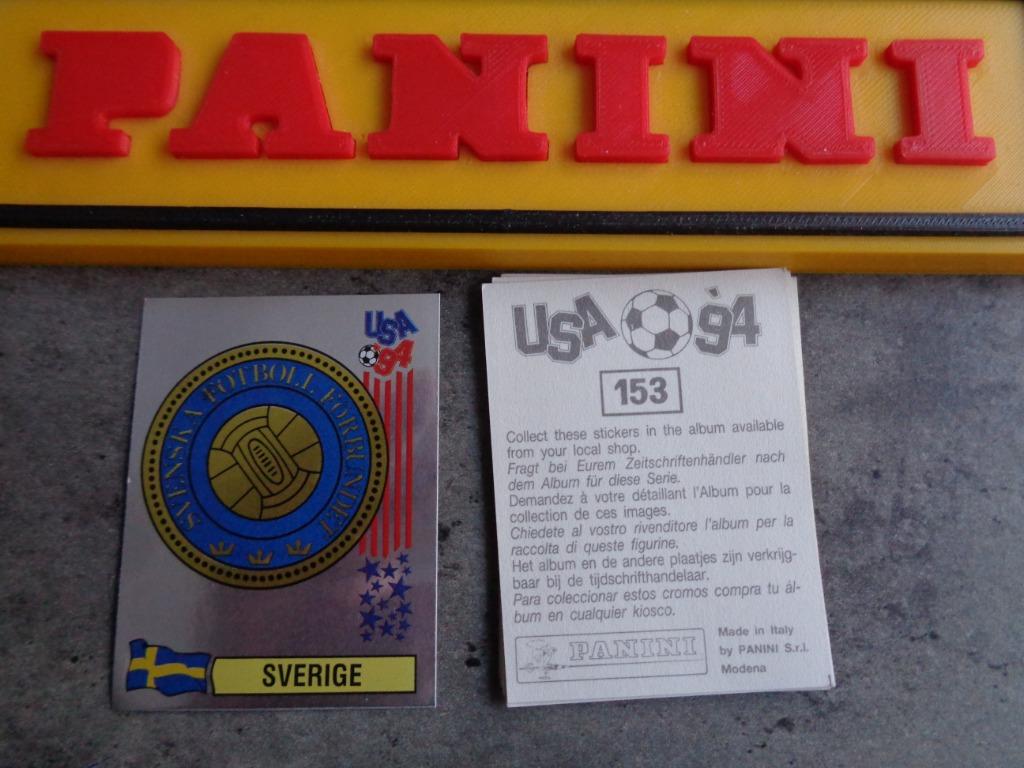 PANINI
USA
94
SVENSKA FOTBOLL FÖRBUNDET
SVERIGE
USA '94
153
Collect these stickers in the album available
from your local shop.
Fragt bei Eurem Zeitschriftenhändler nach
dem Album für diese Serie.
Demandez à votre détaillant l'Album pour la
collection de ces images.
Chiedete al vostro rivenditore l'album per la
raccolta di queste figurine.
Het album en de andere plaatjes zijn verkrijg-
baar bij de tijdschrifthandelaar.
Para coleccionar estos cromos compra tu ál-
bum en cualquier kiosco.
PANINI
Made in Italy
by PANINI S.r.l.
Modena